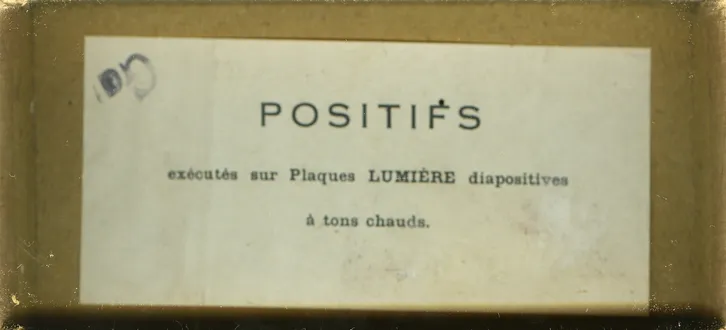 POSITIFS
exécutés sur Plaques LUMIÈRE diapositives
à tons chauds.